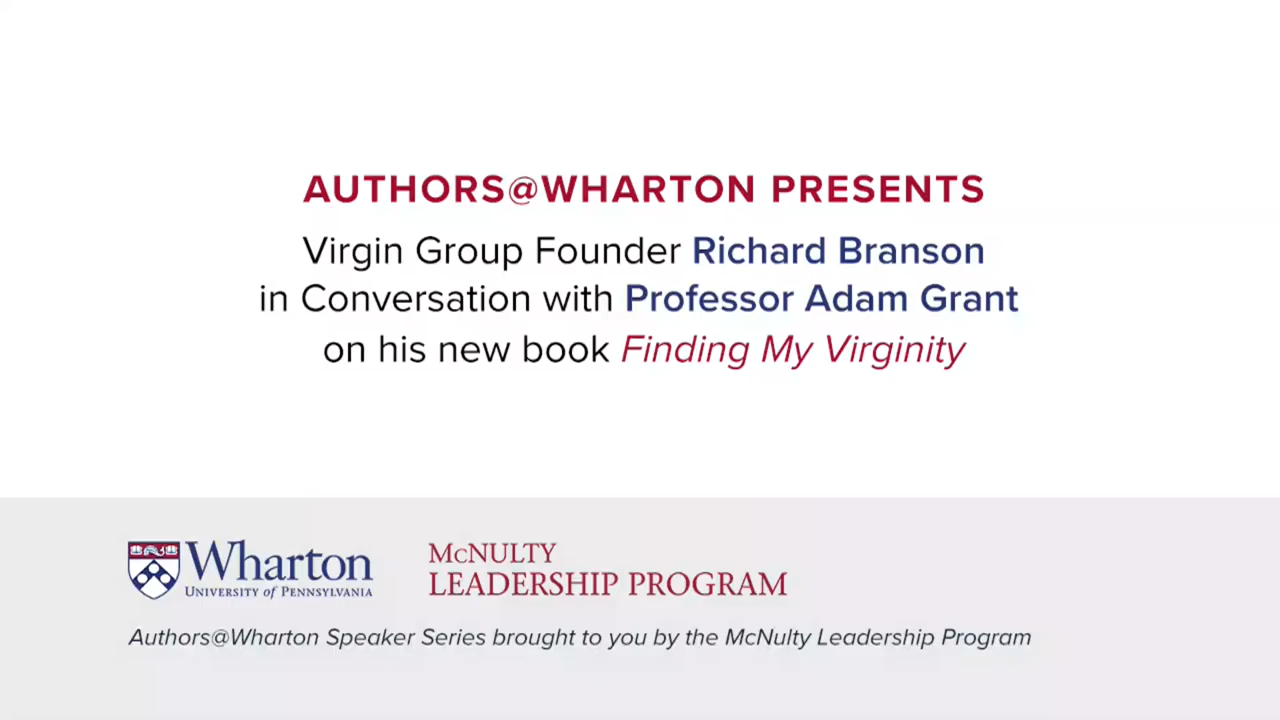 AUTHORS@WHARTON PRESENTS
Virgin Group Founder Richard Branson
in Conversation with Professor Adam Grant
on his new book Finding My Virginity
Wharton
UNIVERSITY of PENNSYLVANIA
McNULTY
LEADERSHIP PROGRAM
Authors@Wharton Speaker Series brought to you by the McNulty Leadership Program